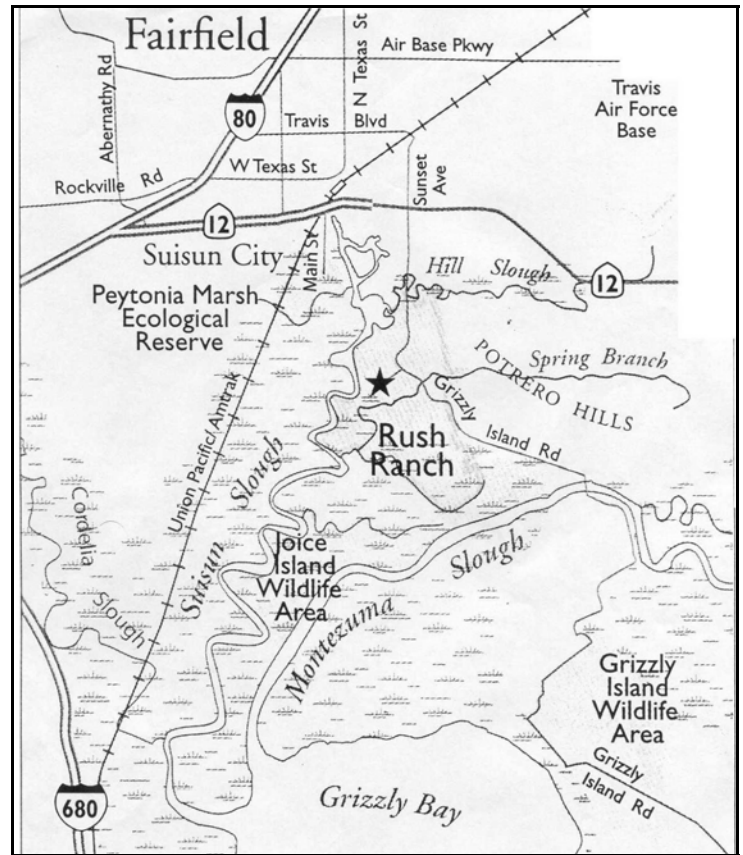 Fairfield
Air Base Pkwy
N Texas St
Abernathy Rd
Travis
Air Force
Base
80
Travis Blvd
W Texas St
Sunset
Ave
Rockville Rd
12
Suisun City
Main St
Hill Slough
12
Peytonia Marsh
Ecological
Reserve
Spring Branch
POTRERO HILLS
Grizzly
Island Rd
Rush
Ranch
Union Pacific/Amtrak
Suisun Slough
Cordelia
Slough
Joice
Island
Wildlife
Area
Montezuma Slough
Grizzly
Island
Wildlife
Area
Grizzly
Island Rd
680
Grizzly Bay